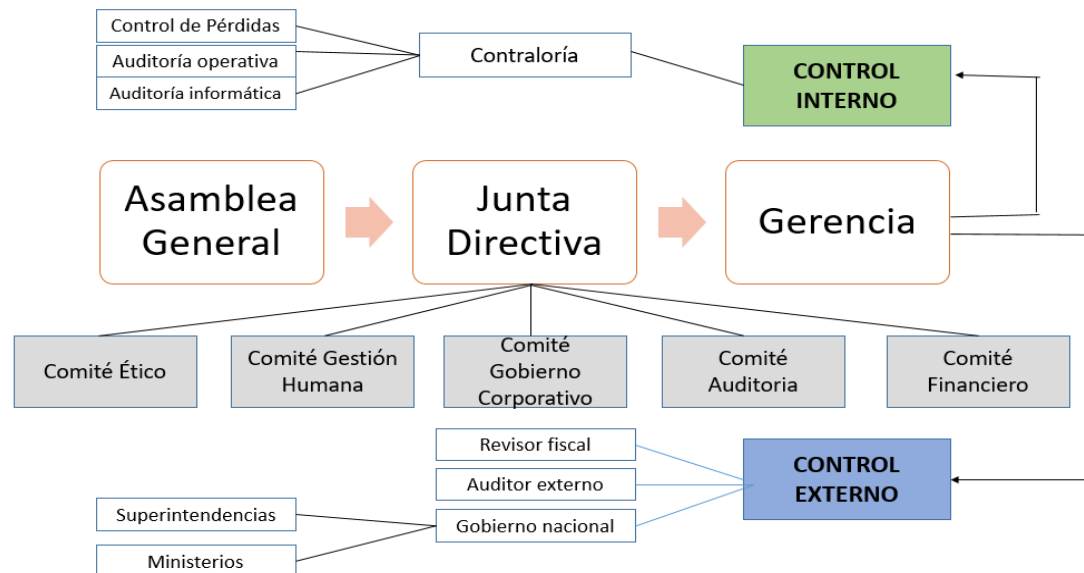 Control de Pérdidas
Auditoría operativa
Auditoría informática
Contraloría
CONTROL
INTERNO
Asamblea
General
Junta
Directiva
Gerencia
Comité Ético
Comité Gestión
Humana
Comité
Gobierno
Corporativo
Comité
Auditoria
Comité
Financiero
Revisor fiscal
Auditor externo
Gobierno nacional
CONTROL
EXTERNO
Superintendencias
Ministerios